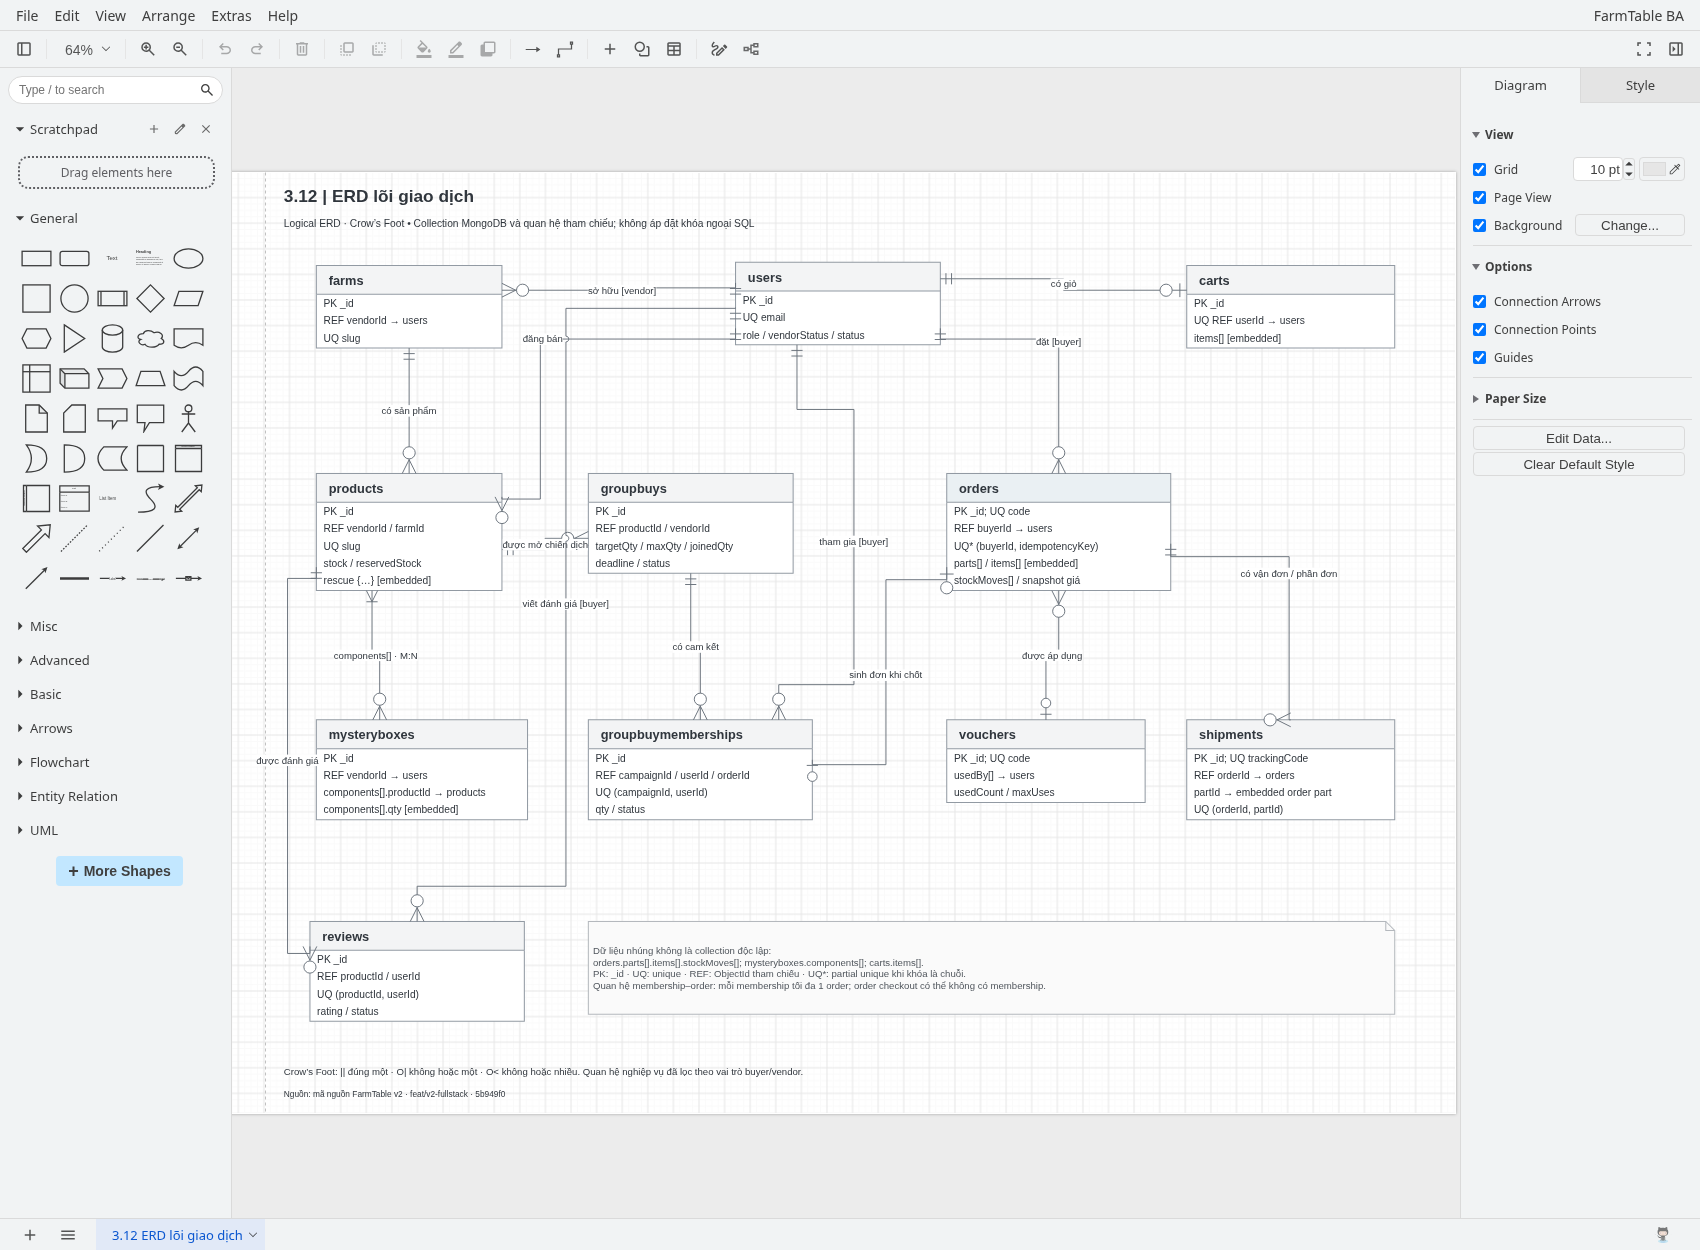 File Edit View Arrange Extras Help
FarmTable BA
64%
Type / to search
Scratchpad
Drag elements here
General
Text
Heading
List Item
Misc
Advanced
Basic
Arrows
Flowchart
Entity Relation
UML
+ More Shapes
3.12 | ERD lõi giao dịch
Logical ERD · Crow's Foot • Collection MongoDB và quan hệ tham chiếu; không áp đặt khóa ngoại SQL
farms
PK _id
REF vendorId → users
UQ slug
sở hữu [vendor]
users
PK _id
UQ email
role / vendorStatus / status
có giỏ
carts
PK _id
UQ REF userId → users
items[] [embedded]
đăng bán
đặt [buyer]
có sản phẩm
products
PK _id
REF vendorId / farmId
UQ slug
stock / reservedStock
rescue {...} [embedded]
được mở chiến dịch
groupbuys
PK _id
REF productId / vendorId
targetQty / maxQty / joinedQty
deadline / status
tham gia [buyer]
orders
PK _id; UQ code
REF buyerId → users
UQ* (buyerId, idempotencyKey)
parts[] / items[] [embedded]
stockMoves[] / snapshot giá
có vận đơn / phần đơn
viết đánh giá [buyer]
components[] · M:N
có cam kết
sinh đơn khi chốt
được áp dụng
được đánh giá
mysteryboxes
PK _id
REF vendorId → users
components[].productId → products
components[].qty [embedded]
groupbuymemberships
PK _id
REF campaignId / userId / orderId
UQ (campaignId, userId)
qty / status
vouchers
PK _id; UQ code
usedBy[] → users
usedCount / maxUses
shipments
PK _id; UQ trackingCode
REF orderId → orders
partId → embedded order part
UQ (orderId, partId)
reviews
PK _id
REF productId / userId
UQ (productId, userId)
rating / status
Dữ liệu nhúng không là collection độc lập:
orders.parts[].items[].stockMoves[]; mysteryboxes.components[]; carts.items[].
PK: _id · UQ: unique · REF: ObjectId tham chiếu · UQ*: partial unique khi khóa là chuỗi.
Quan hệ membership–order: mỗi membership tối đa 1 order; order checkout có thể không có membership.
Crow's Foot: || đúng một · O| không hoặc một · O< không hoặc nhiều. Quan hệ nghiệp vụ đã lọc theo vai trò buyer/vendor.
Nguồn: mã nguồn FarmTable v2 · feat/v2-fullstack · 5b949f0
Diagram
Style
View
Grid
10 pt
Page View
Background
Change...
Options
Connection Arrows
Connection Points
Guides
Paper Size
Edit Data...
Clear Default Style
3.12 ERD lõi giao dịch